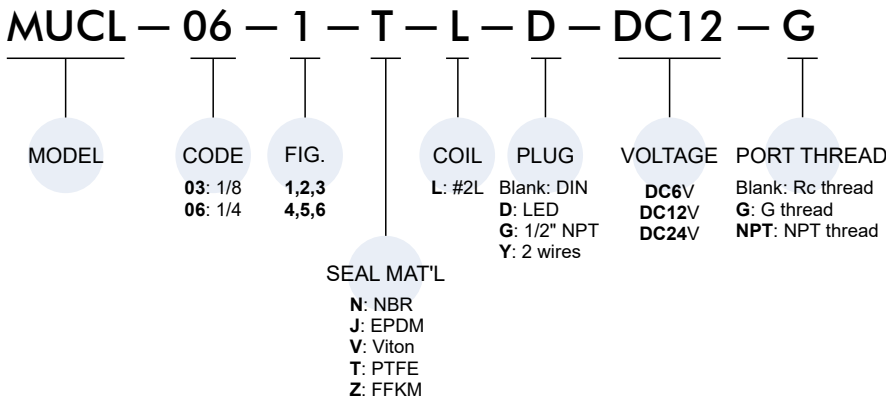 MUCL — 06 — 1 — T — L — D — DC12 — G
MODEL
CODE
03: 1/8
06: 1/4
FIG.
1,2,3
4,5,6
SEAL MAT'L
N: NBR
J: EPDM
V: Viton
T: PTFE
Z: FFKM
COIL
L: #2L
PLUG
Blank: DIN
D: LED
G: 1/2" NPT
Y: 2 wires
VOLTAGE
DC6V
DC12V
DC24V
PORT THREAD
Blank: Rc thread
G: G thread
NPT: NPT thread